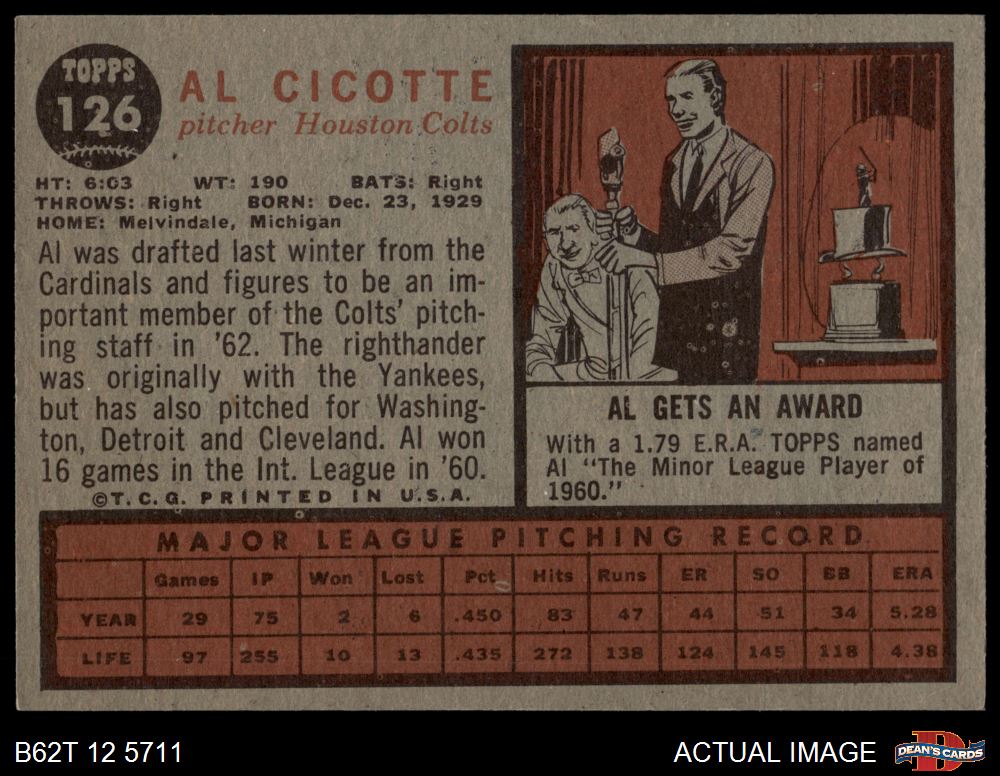 TOPPS
126
AL CICOTTE
pitcher Houston Colts
HT: 6:03 WT: 190 BATS: Right
THROWS: Right BORN: Dec. 23, 1929
HOME: Melvindale, Michigan
Al was drafted last winter from the
Cardinals and figures to be an im-
portant member of the Colts' pitch-
ing staff in '62. The righthander
was originally with the Yankees,
but has also pitched for Washing-
ton, Detroit and Cleveland. Al won
16 games in the Int. League in '60.
©T.C.G. PRINTED IN U.S.A.
AL GETS AN AWARD
With a 1.79 E.R.A. TOPPS named
Al "The Minor League Player of
1960."
MAJOR LEAGUE PITCHING RECORD
Games IP Won Lost Pct Hits Runs ER SO BB ERA
YEAR 29 75 2 6 .450 83 47 44 51 34 5.28
LIFE 97 255 10 13 .435 272 138 124 145 118 4.38
B62T 12 5711
ACTUAL IMAGE
DEAN'S CARDS